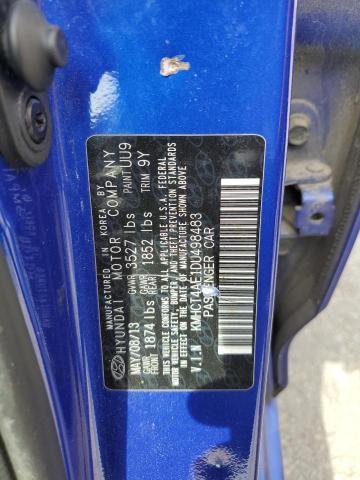 MANUFACTURED IN KOREA BY
HYUNDAI MOTOR COMPANY
MAY/08/13 GVWR 3527 lbs PAINT UU9
GAWR FRONT 1874 lbs GAWR (REAR) 1852 lbs TRIM 9Y
THIS VEHICLE CONFORMS TO ALL APPLICABLE U.S.A. FEDERAL
MOTOR VEHICLE SAFETY AND THEFT PREVENTION STANDARDS
IN EFFECT ON THE DATE OF MANUFACTURE SHOWN ABOVE.
V.I.N PASSENGER CAR